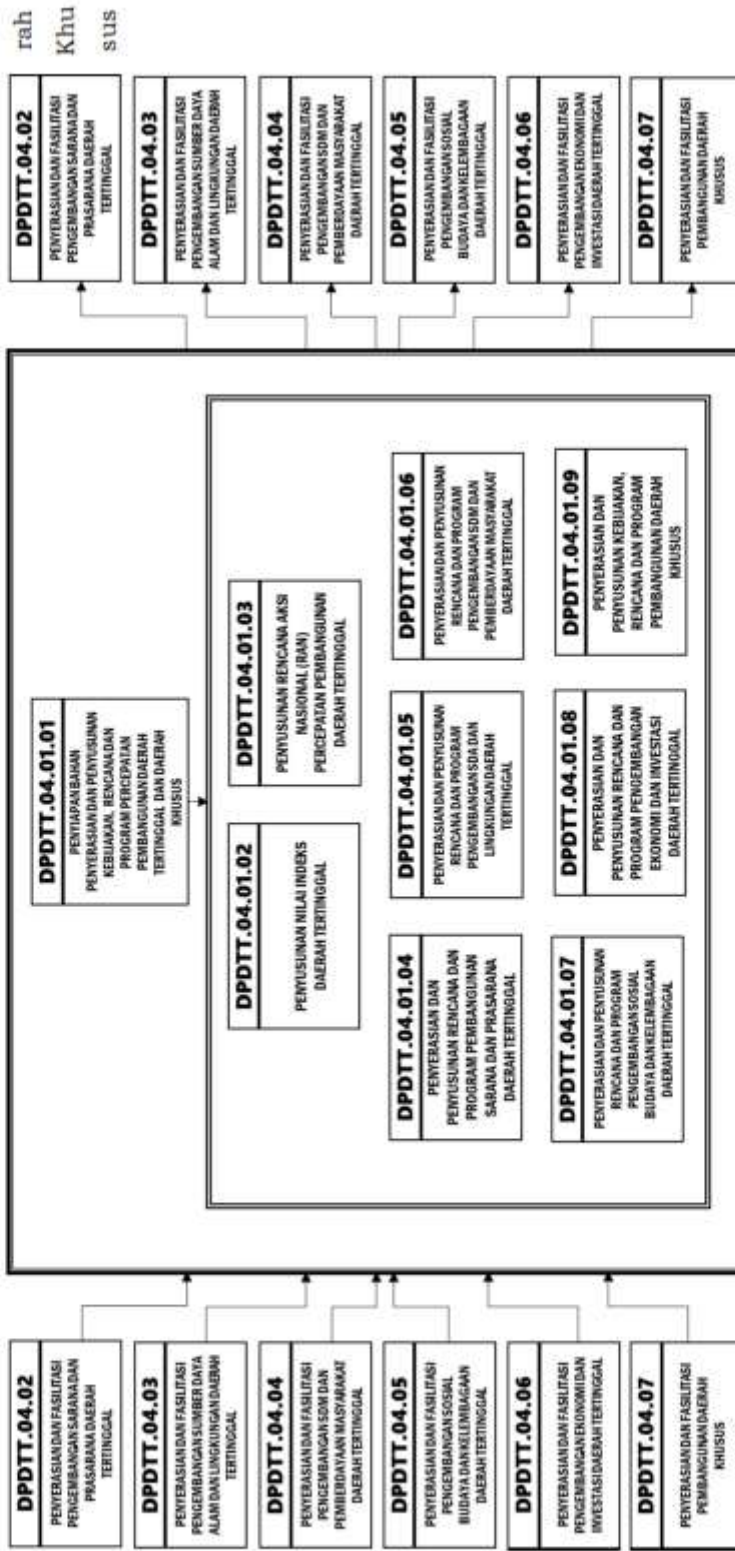 rah
Khu
sus
DPDTT.04.02
PENYERASIAN DAN FASILITASI
PENGEMBANGAN SARANA DAN
PRASARANA DAERAH
TERTINGGAL
DPDTT.04.03
PENYERASIAN DAN FASILITASI
PENGEMBANGAN SUMBER DAYA
ALAM DAN LINGKUNGAN DAERAH
TERTINGGAL
DPDTT.04.04
PENYERASIAN DAN FASILITASI
PENGEMBANGAN SDM DAN
PEMBERDAYAAN MASYARAKAT
DAERAH TERTINGGAL
DPDTT.04.05
PENYERASIAN DAN FASILITASI
PENGEMBANGAN SOSIAL
BUDAYA DAN KELEMBAGAAN
DAERAH TERTINGGAL
DPDTT.04.06
PENYERASIAN DAN FASILITASI
PENGEMBANGAN EKONOMI DAN
INVESTASI DAERAH TERTINGGAL
DPDTT.04.07
PENYERASIAN DAN FASILITASI
PEMBANGUNAN DAERAH
KHUSUS
DPDTT.04.01.01
PENYIAPAN BAHAN
PENYERASIAN DAN PENYUSUNAN
KEBIJAKAN, RENCANA DAN
PROGRAM PERCEPATAN
PEMBANGUNAN DAERAH
TERTINGGAL DAN DAERAH
KHUSUS
DPDTT.04.01.02
PENYUSUNAN NILAI INDEKS
DAERAH TERTINGGAL
DPDTT.04.01.03
PENYUSUNAN RENCANA AKSI
NASIONAL (RAN)
PERCEPATAN PEMBANGUNAN
DAERAH TERTINGGAL
DPDTT.04.01.04
PENYERASIAN DAN
PENYUSUNAN RENCANA DAN
PROGRAM PEMBANGUNAN
SARANA DAN PRASARANA
DAERAH TERTINGGAL
DPDTT.04.01.05
PENYERASIAN DAN PENYUSUNAN
RENCANA DAN PROGRAM
PENGEMBANGAN SDA DAN
LINGKUNGAN DAERAH
TERTINGGAL
DPDTT.04.01.06
PENYERASIAN DAN PENYUSUNAN
RENCANA DAN PROGRAM
PENGEMBANGAN SDM DAN
PEMBERDAYAAN MASYARAKAT
DAERAH TERTINGGAL
DPDTT.04.01.07
PENYERASIAN DAN PENYUSUNAN
RENCANA DAN PROGRAM
PENGEMBANGAN SOSIAL
BUDAYA DAN KELEMBAGAAN
DAERAH TERTINGGAL
DPDTT.04.01.08
PENYERASIAN DAN
PENYUSUNAN RENCANA DAN
PROGRAM PENGEMBANGAN
EKONOMI DAN INVESTASI
DAERAH TERTINGGAL
DPDTT.04.01.09
PENYERASIAN DAN
PENYUSUNAN KEBIJAKAN,
RENCANA DAN PROGRAM
PEMBANGUNAN DAERAH
KHUSUS
DPDTT.04.02
PENYERASIAN DAN FASILITASI
PENGEMBANGAN SARANA DAN
PRASARANA DAERAH
TERTINGGAL
DPDTT.04.03
PENYERASIAN DAN FASILITASI
PENGEMBANGAN SUMBER DAYA
ALAM DAN LINGKUNGAN DAERAH
TERTINGGAL
DPDTT.04.04
PENYERASIAN DAN FASILITASI
PENGEMBANGAN SDM DAN
PEMBERDAYAAN MASYARAKAT
DAERAH TERTINGGAL
DPDTT.04.05
PENYERASIAN DAN FASILITASI
PENGEMBANGAN SOSIAL
BUDAYA DAN KELEMBAGAAN
DAERAH TERTINGGAL
DPDTT.04.06
PENYERASIAN DAN FASILITASI
PENGEMBANGAN EKONOMI DAN
INVESTASI DAERAH TERTINGGAL
DPDTT.04.07
PENYERASIAN DAN FASILITASI
PEMBANGUNAN DAERAH
KHUSUS